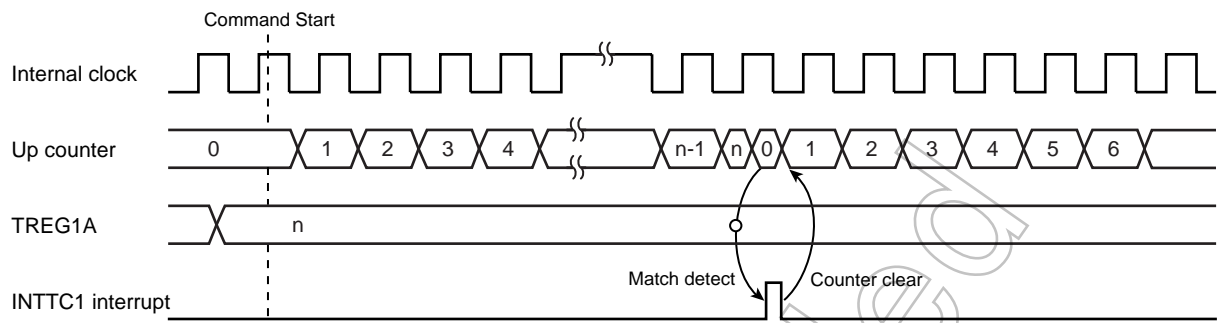 Command Start
Internal clock
Up counter 0 1 2 3 4 n-1 n 0 1 2 3 4 5 6
TREG1A n
Match detect Counter clear
INTTC1 interrupt